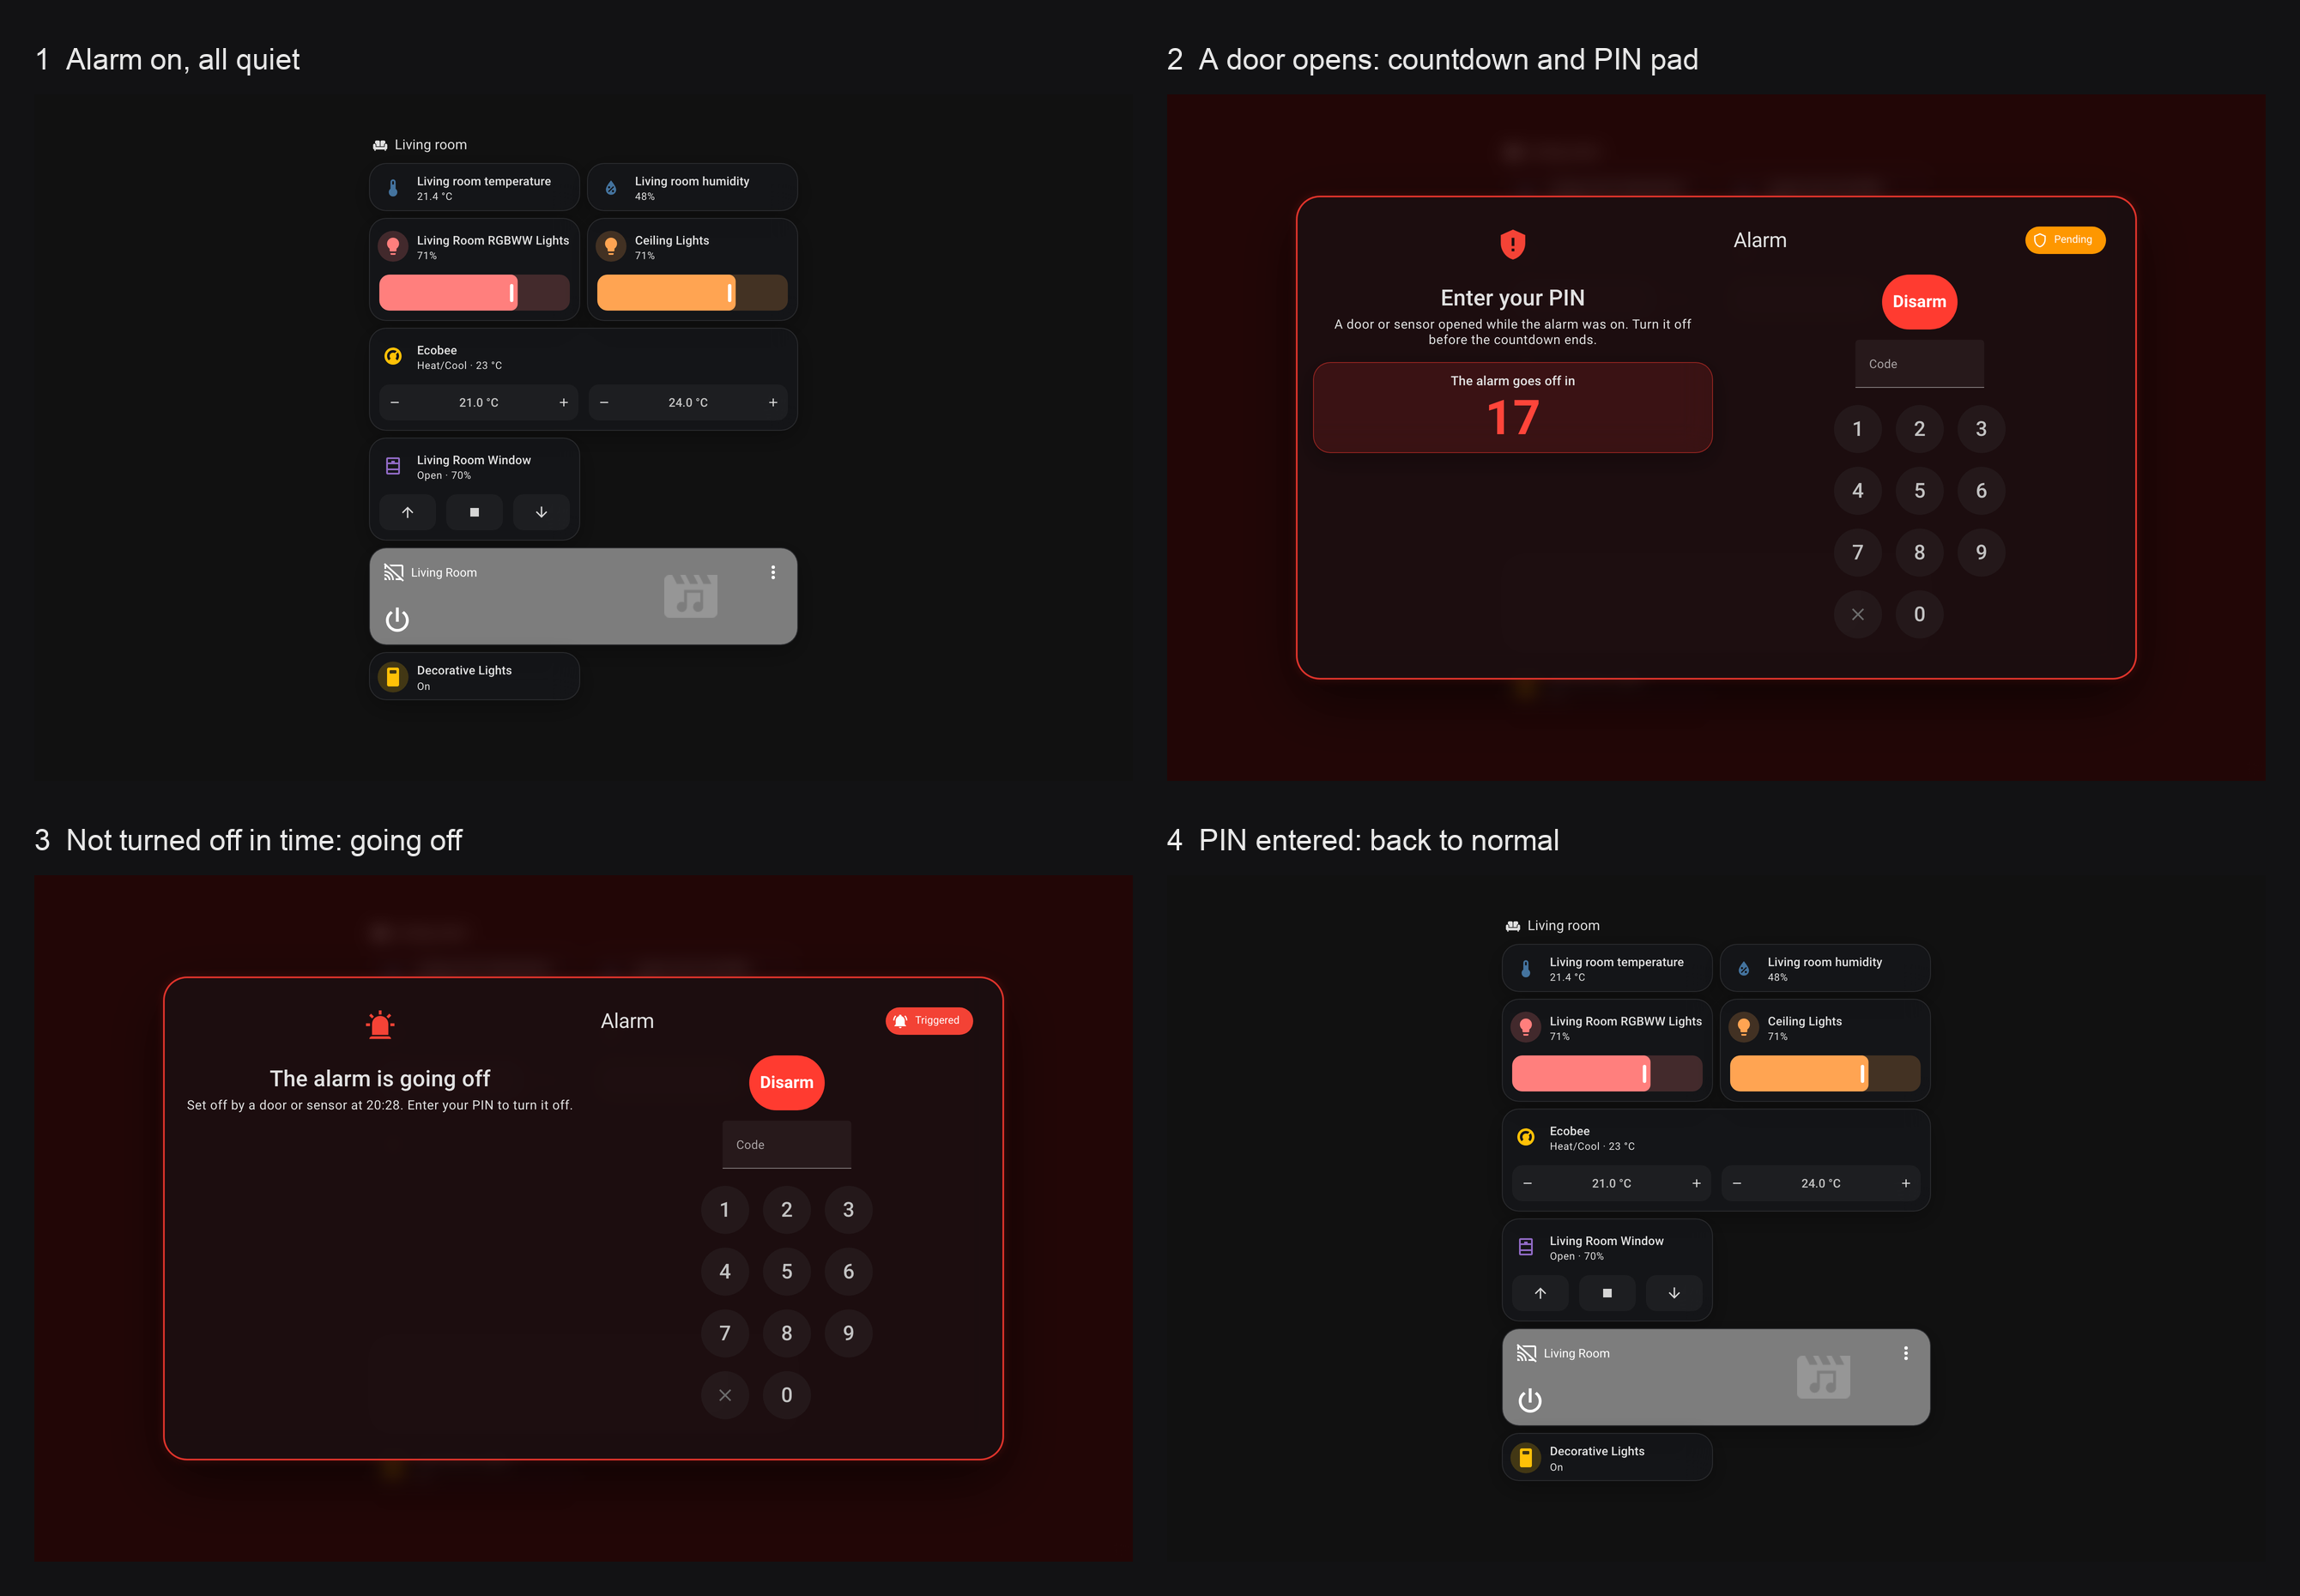 1 Alarm on, all quiet
Living room
Living room temperature
21.4 °C
Living room humidity
48%
Living Room RGBWW Lights
71%
Ceiling Lights
71%
Ecobee
Heat/Cool · 23 °C
− 21.0 °C +
− 24.0 °C +
Living Room Window
Open · 70%
Living Room
Decorative Lights
On
2 A door opens: countdown and PIN pad
Enter your PIN
A door or sensor opened while the alarm was on. Turn it off
before the countdown ends.
The alarm goes off in
17
Alarm
Pending
Disarm
Code
1 2 3
4 5 6
7 8 9
0
3 Not turned off in time: going off
The alarm is going off
Set off by a door or sensor at 20:28. Enter your PIN to turn it off.
Alarm
Triggered
Disarm
Code
1 2 3
4 5 6
7 8 9
0
4 PIN entered: back to normal
Living room
Living room temperature
21.4 °C
Living room humidity
48%
Living Room RGBWW Lights
71%
Ceiling Lights
71%
Ecobee
Heat/Cool · 23 °C
− 21.0 °C +
− 24.0 °C +
Living Room Window
Open · 70%
Living Room
Decorative Lights
On